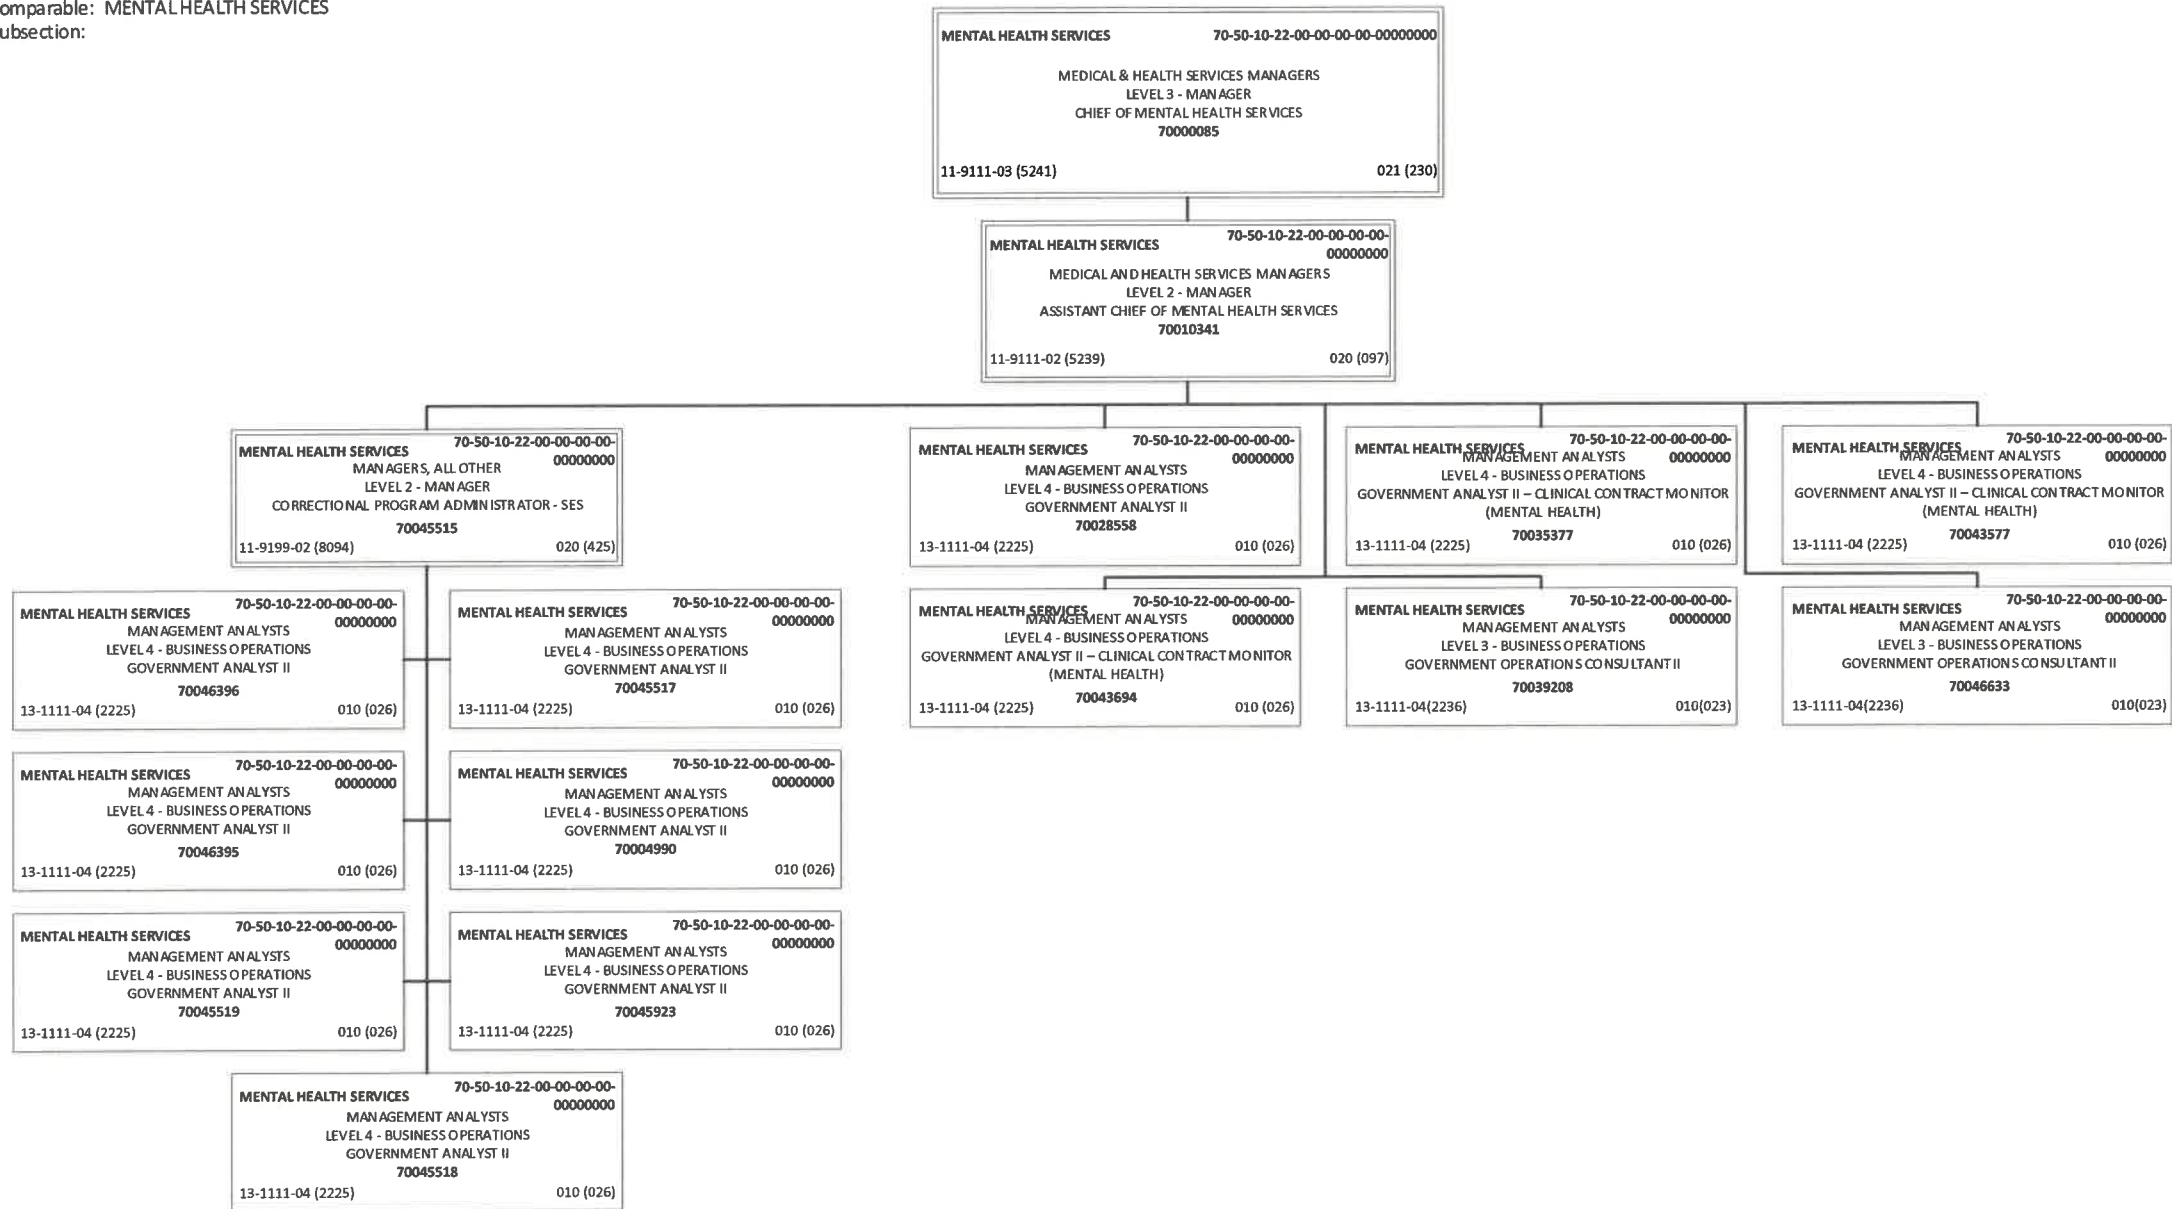 omparable: MENTAL HEALTH SERVICES
ubsection:
MENTAL HEALTH SERVICES 70-50-10-22-00-00-00-00-00000000
MEDICAL & HEALTH SERVICES MANAGERS
LEVEL 3 - MANAGER
CHIEF OF MENTAL HEALTH SERVICES
70000085
11-9111-03 (5241) 021 (230)
MENTAL HEALTH SERVICES 70-50-10-22-00-00-00-00-
00000000
MEDICAL AND HEALTH SERVICES MANAGERS
LEVEL 2 - MANAGER
ASSISTANT CHIEF OF MENTAL HEALTH SERVICES
70010341
11-9111-02 (5239) 020 (097)
MENTAL HEALTH SERVICES 70-50-10-22-00-00-00-00-
00000000
MANAGERS, ALL OTHER
LEVEL 2 - MANAGER
CORRECTIONAL PROGRAM ADMINISTRATOR - SES
70045515
11-9199-02 (8094) 020 (425)
MENTAL HEALTH SERVICES 70-50-10-22-00-00-00-00-
00000000
MANAGEMENT ANALYSTS
LEVEL 4 - BUSINESS OPERATIONS
GOVERNMENT ANALYST II
70028558
13-1111-04 (2225) 010 (026)
MENTAL HEALTH SERVICES 70-50-10-22-00-00-00-00-
00000000
MANAGEMENT ANALYSTS
LEVEL 4 - BUSINESS OPERATIONS
GOVERNMENT ANALYST II – CLINICAL CONTRACT MONITOR
(MENTAL HEALTH)
70035377
13-1111-04 (2225) 010 (026)
MENTAL HEALTH SERVICES 70-50-10-22-00-00-00-00-
00000000
MANAGEMENT ANALYSTS
LEVEL 4 - BUSINESS OPERATIONS
GOVERNMENT ANALYST II – CLINICAL CONTRACT MONITOR
(MENTAL HEALTH)
70043577
13-1111-04 (2225) 010 (026)
MENTAL HEALTH SERVICES 70-50-10-22-00-00-00-00-
00000000
MANAGEMENT ANALYSTS
LEVEL 4 - BUSINESS OPERATIONS
GOVERNMENT ANALYST II
70046396
13-1111-04 (2225) 010 (026)
MENTAL HEALTH SERVICES 70-50-10-22-00-00-00-00-
00000000
MANAGEMENT ANALYSTS
LEVEL 4 - BUSINESS OPERATIONS
GOVERNMENT ANALYST II
70045517
13-1111-04 (2225) 010 (026)
MENTAL HEALTH SERVICES 70-50-10-22-00-00-00-00-
00000000
MANAGEMENT ANALYSTS
LEVEL 4 - BUSINESS OPERATIONS
GOVERNMENT ANALYST II – CLINICAL CONTRACT MONITOR
(MENTAL HEALTH)
70043694
13-1111-04 (2225) 010 (026)
MENTAL HEALTH SERVICES 70-50-10-22-00-00-00-00-
00000000
MANAGEMENT ANALYSTS
LEVEL 3 - BUSINESS OPERATIONS
GOVERNMENT OPERATIONS CONSULTANT II
70039208
13-1111-04(2236) 010(023)
MENTAL HEALTH SERVICES 70-50-10-22-00-00-00-00-
00000000
MANAGEMENT ANALYSTS
LEVEL 3 - BUSINESS OPERATIONS
GOVERNMENT OPERATIONS CONSULTANT II
70046633
13-1111-04(2236) 010(023)
MENTAL HEALTH SERVICES 70-50-10-22-00-00-00-00-
00000000
MANAGEMENT ANALYSTS
LEVEL 4 - BUSINESS OPERATIONS
GOVERNMENT ANALYST II
70046395
13-1111-04 (2225) 010 (026)
MENTAL HEALTH SERVICES 70-50-10-22-00-00-00-00-
00000000
MANAGEMENT ANALYSTS
LEVEL 4 - BUSINESS OPERATIONS
GOVERNMENT ANALYST II
70004990
13-1111-04 (2225) 010 (026)
MENTAL HEALTH SERVICES 70-50-10-22-00-00-00-00-
00000000
MANAGEMENT ANALYSTS
LEVEL 4 - BUSINESS OPERATIONS
GOVERNMENT ANALYST II
70045519
13-1111-04 (2225) 010 (026)
MENTAL HEALTH SERVICES 70-50-10-22-00-00-00-00-
00000000
MANAGEMENT ANALYSTS
LEVEL 4 - BUSINESS OPERATIONS
GOVERNMENT ANALYST II
70045923
13-1111-04 (2225) 010 (026)
MENTAL HEALTH SERVICES 70-50-10-22-00-00-00-00-
00000000
MANAGEMENT ANALYSTS
LEVEL 4 - BUSINESS OPERATIONS
GOVERNMENT ANALYST II
70045518
13-1111-04 (2225) 010 (026)